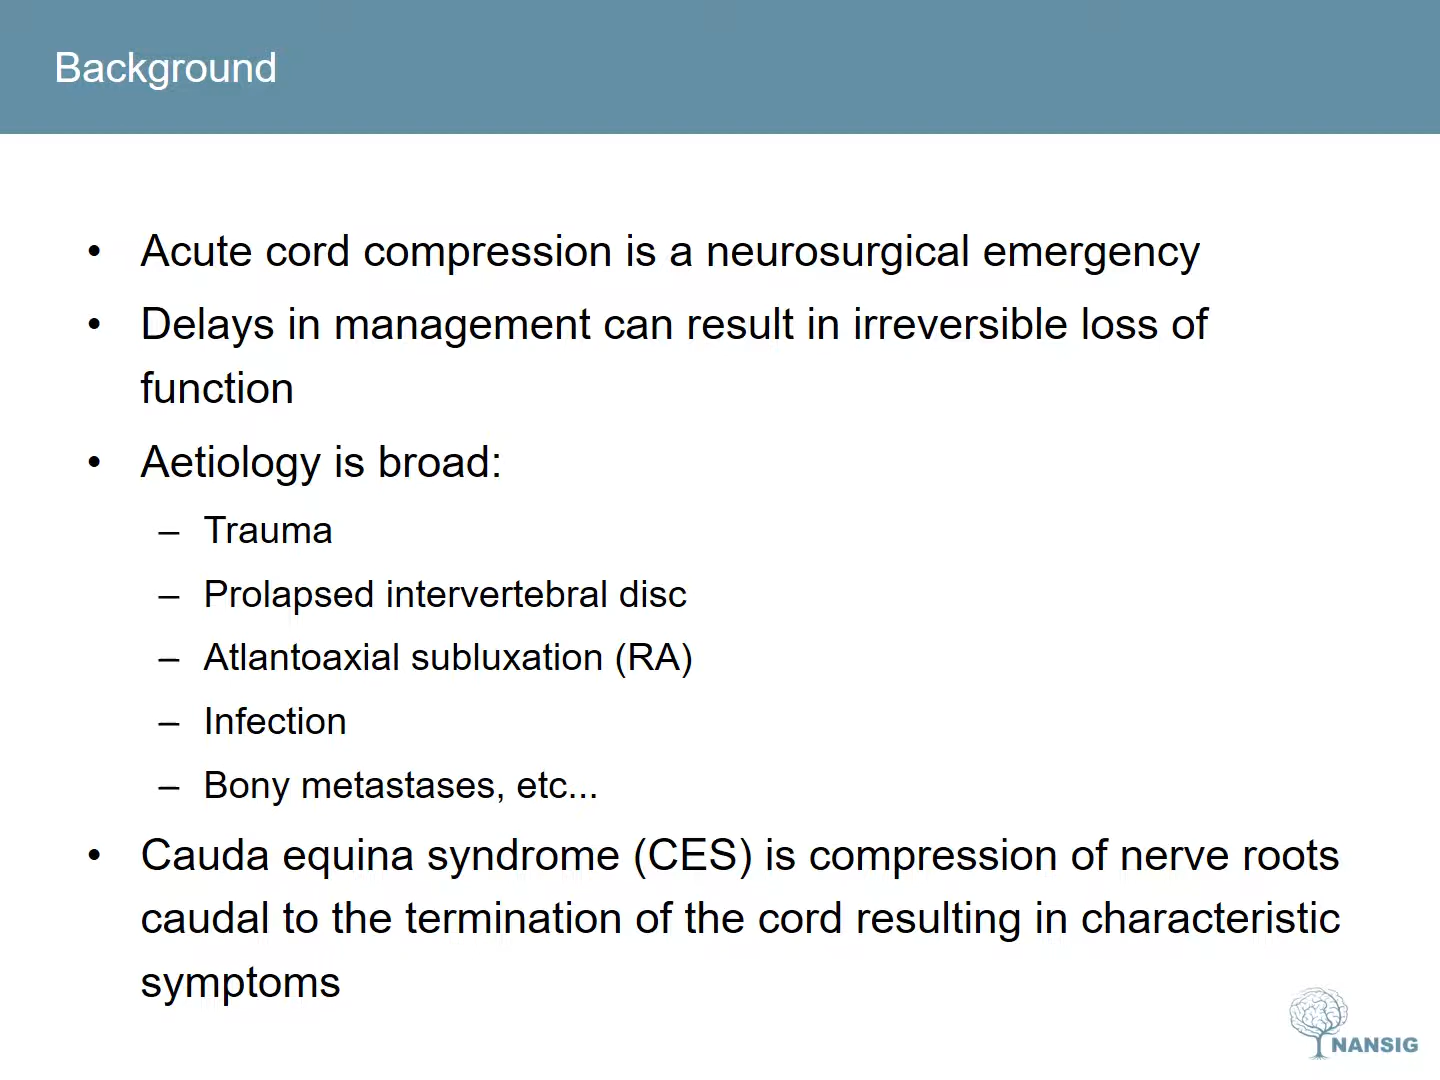 Background
• Acute cord compression is a neurosurgical emergency
• Delays in management can result in irreversible loss of
function
• Aetiology is broad:
– Trauma
– Prolapsed intervertebral disc
– Atlantoaxial subluxation (RA)
– Infection
– Bony metastases, etc...
• Cauda equina syndrome (CES) is compression of nerve roots
caudal to the termination of the cord resulting in characteristic
symptoms
NANSIG